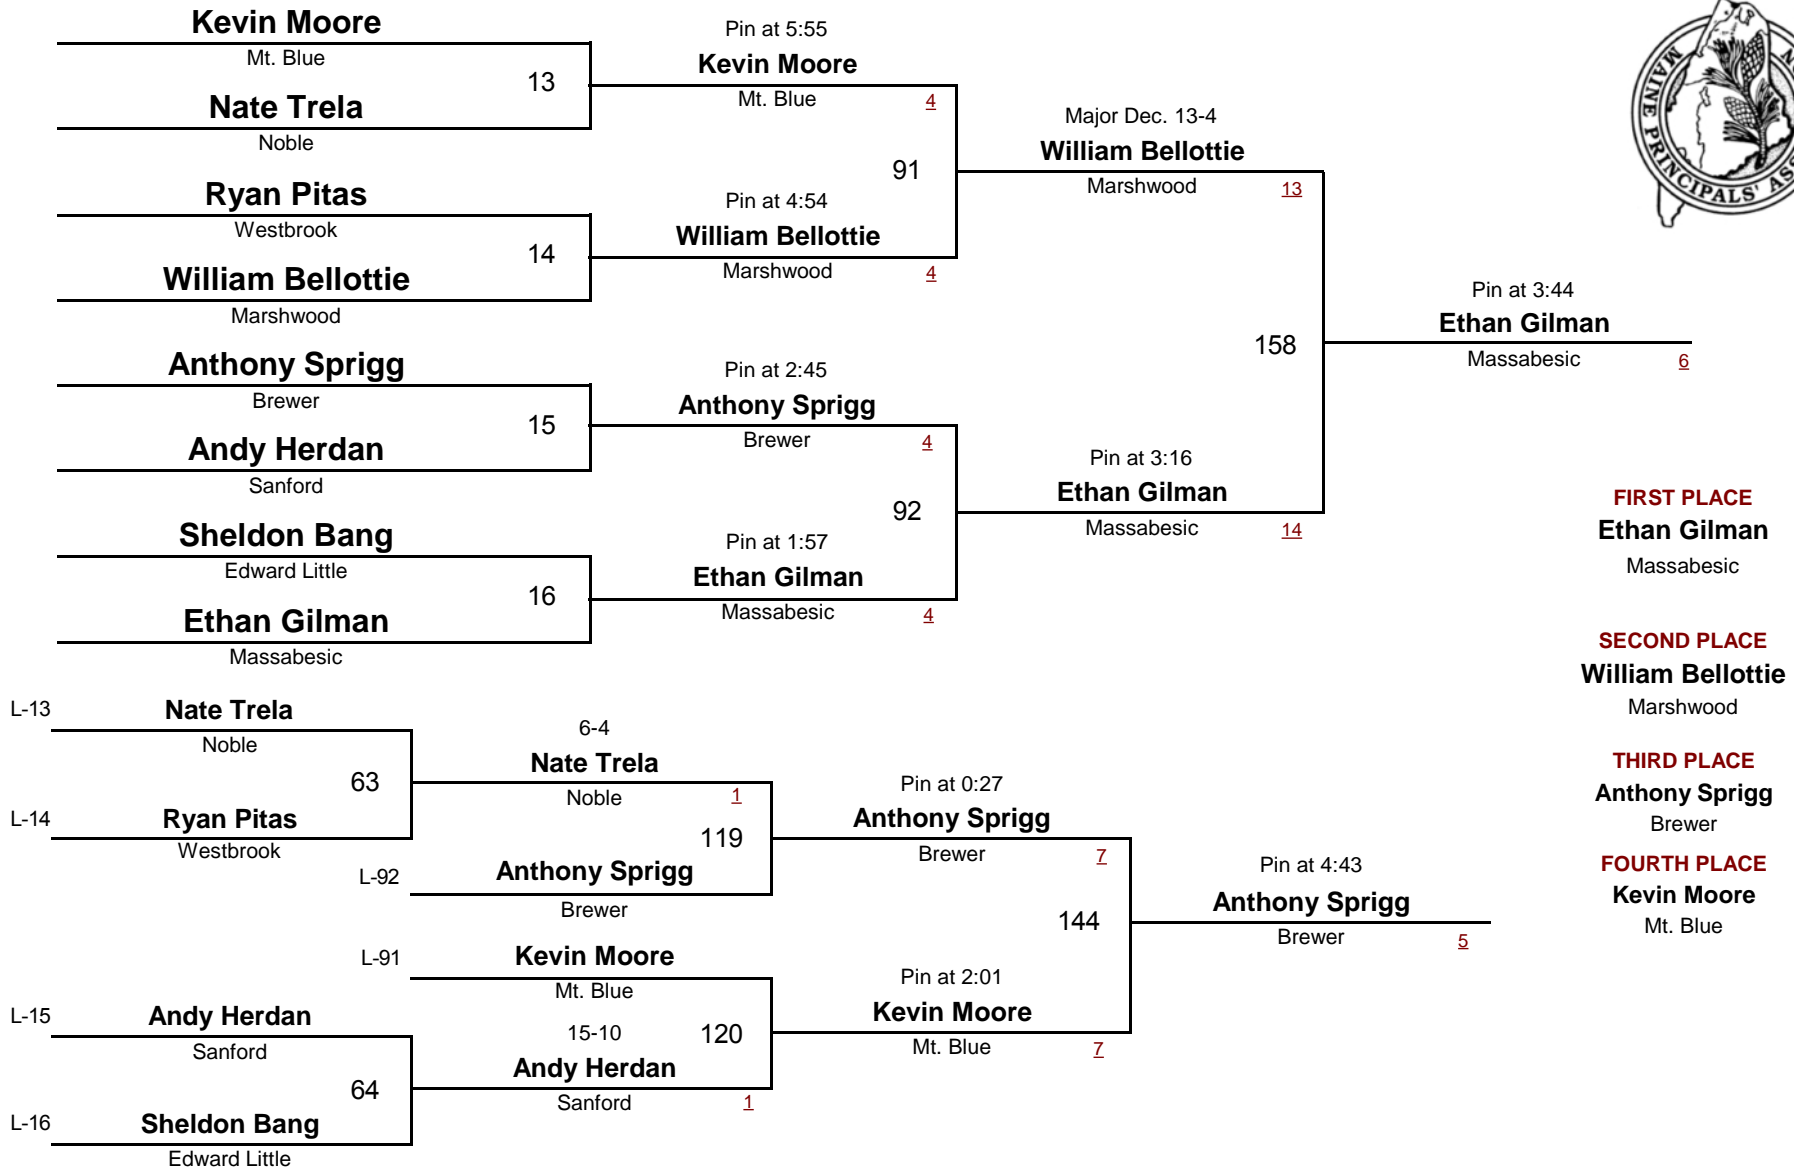 Kevin Moore
Mt. Blue
13
Nate Trela
Noble
Ryan Pitas
Westbrook
14
William Bellottie
Marshwood
Anthony Sprigg
Brewer
15
Andy Herdan
Sanford
Sheldon Bang
Edward Little
16
Ethan Gilman
Massabesic
Pin at 5:55
Kevin Moore
Mt. Blue 4
91
Pin at 4:54
William Bellottie
Marshwood 4
Pin at 2:45
Anthony Sprigg
Brewer 4
92
Pin at 1:57
Ethan Gilman
Massabesic 4
Major Dec. 13-4
William Bellottie
Marshwood 13
158
Pin at 3:16
Ethan Gilman
Massabesic 14
Pin at 3:44
Ethan Gilman
Massabesic 6
MAINE PRINCIPALS'
FIRST PLACE
Ethan Gilman
Massabesic
SECOND PLACE
William Bellottie
Marshwood
THIRD PLACE
Anthony Sprigg
Brewer
FOURTH PLACE
Kevin Moore
Mt. Blue
L-13 Nate Trela
Noble
63
L-14 Ryan Pitas
Westbrook
6-4
Nate Trela
Noble 1
119
L-92 Anthony Sprigg
Brewer
L-91 Kevin Moore
Mt. Blue
L-15 Andy Herdan
Sanford
64
L-16 Sheldon Bang
Edward Little
15-10 120
Andy Herdan
Sanford 1
Pin at 0:27
Anthony Sprigg
Brewer 7
144
Pin at 2:01
Kevin Moore
Mt. Blue 7
Pin at 4:43
Anthony Sprigg
Brewer 5